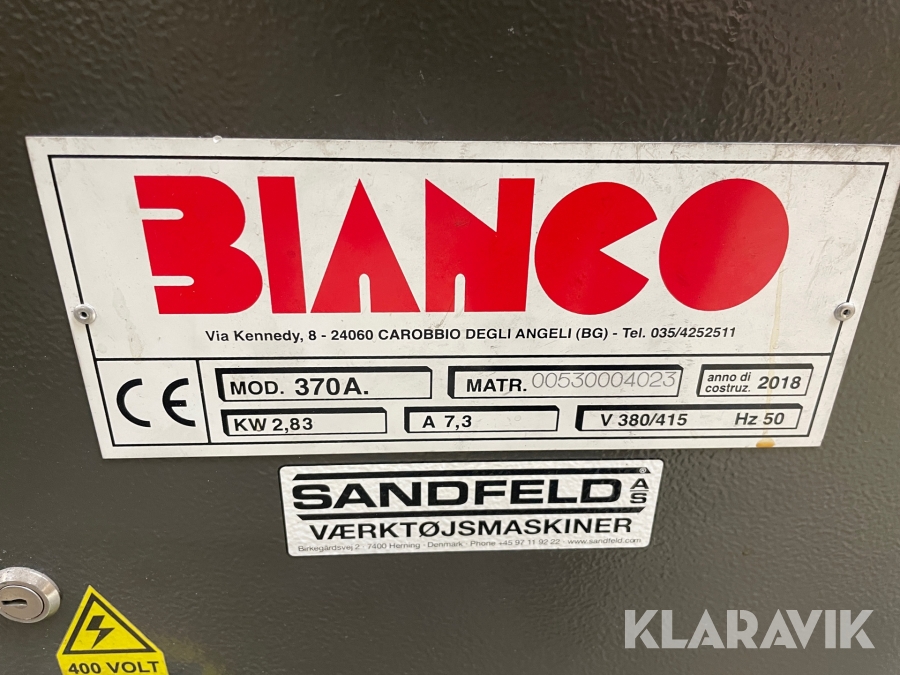 BIANCO
Via Kennedy, 8 - 24060 CAROBBIO DEGLI ANGELI (BG) - Tel. 035/4252511
CE
MOD. 370A.
MATR. 00530004023
anno di costruz. 2018
KW 2,83
A 7,3
V 380/415 Hz 50
SANDFELD® A/S
VÆRKTØJSMASKINER
Birkegårdsvej 2 · 7400 Herning · Denmark · Phone +45 97 11 92 22 · www.sandfeld.com
400 VOLT
KLARAVIK